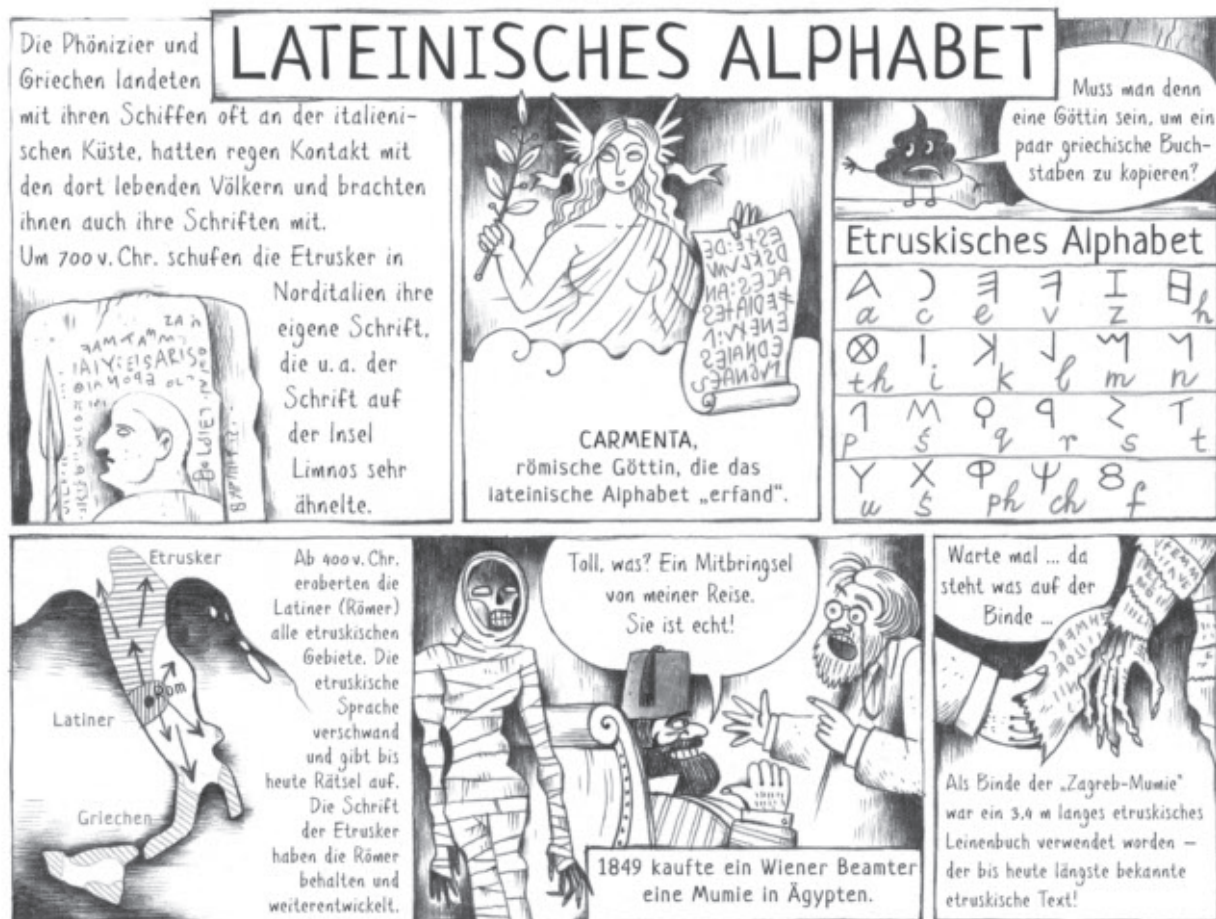 LATEINISCHES ALPHABET
Die Phönizier und
Griechen landeten
mit ihren Schiffen oft an der italieni-
schen Küste, hatten regen Kontakt mit
den dort lebenden Völkern und brachten
ihnen auch ihre Schriften mit.
Um 700 v. Chr. schufen die Etrusker in
Norditalien ihre
eigene Schrift,
die u. a. der
Schrift auf
der Insel
Limnos sehr
ähnelte.
CARMENTA,
römische Göttin, die das
lateinische Alphabet „erfand“.
Muss man denn
eine Göttin sein, um ein
paar griechische Buch-
staben zu kopieren?
Etruskisches Alphabet
a c e v z h
th i k l m n
p ś q r s t
u ś ph ch f
Etrusker
Rom
Latiner
Griechen
Ab 400 v. Chr.
eroberten die
Latiner (Römer)
alle etruskischen
Gebiete. Die
etruskische
Sprache
verschwand
und gibt bis
heute Rätsel auf.
Die Schrift
der Etrusker
haben die Römer
behalten und
weiterentwickelt.
Toll, was? Ein Mitbringsel
von meiner Reise.
Sie ist echt!
1849 kaufte ein Wiener Beamter
eine Mumie in Ägypten.
Warte mal ... da
steht was auf der
Binde ...
Als Binde der „Zagreb-Mumie“
war ein 3,4 m langes etruskisches
Leinenbuch verwendet worden –
der bis heute längste bekannte
etruskische Text!